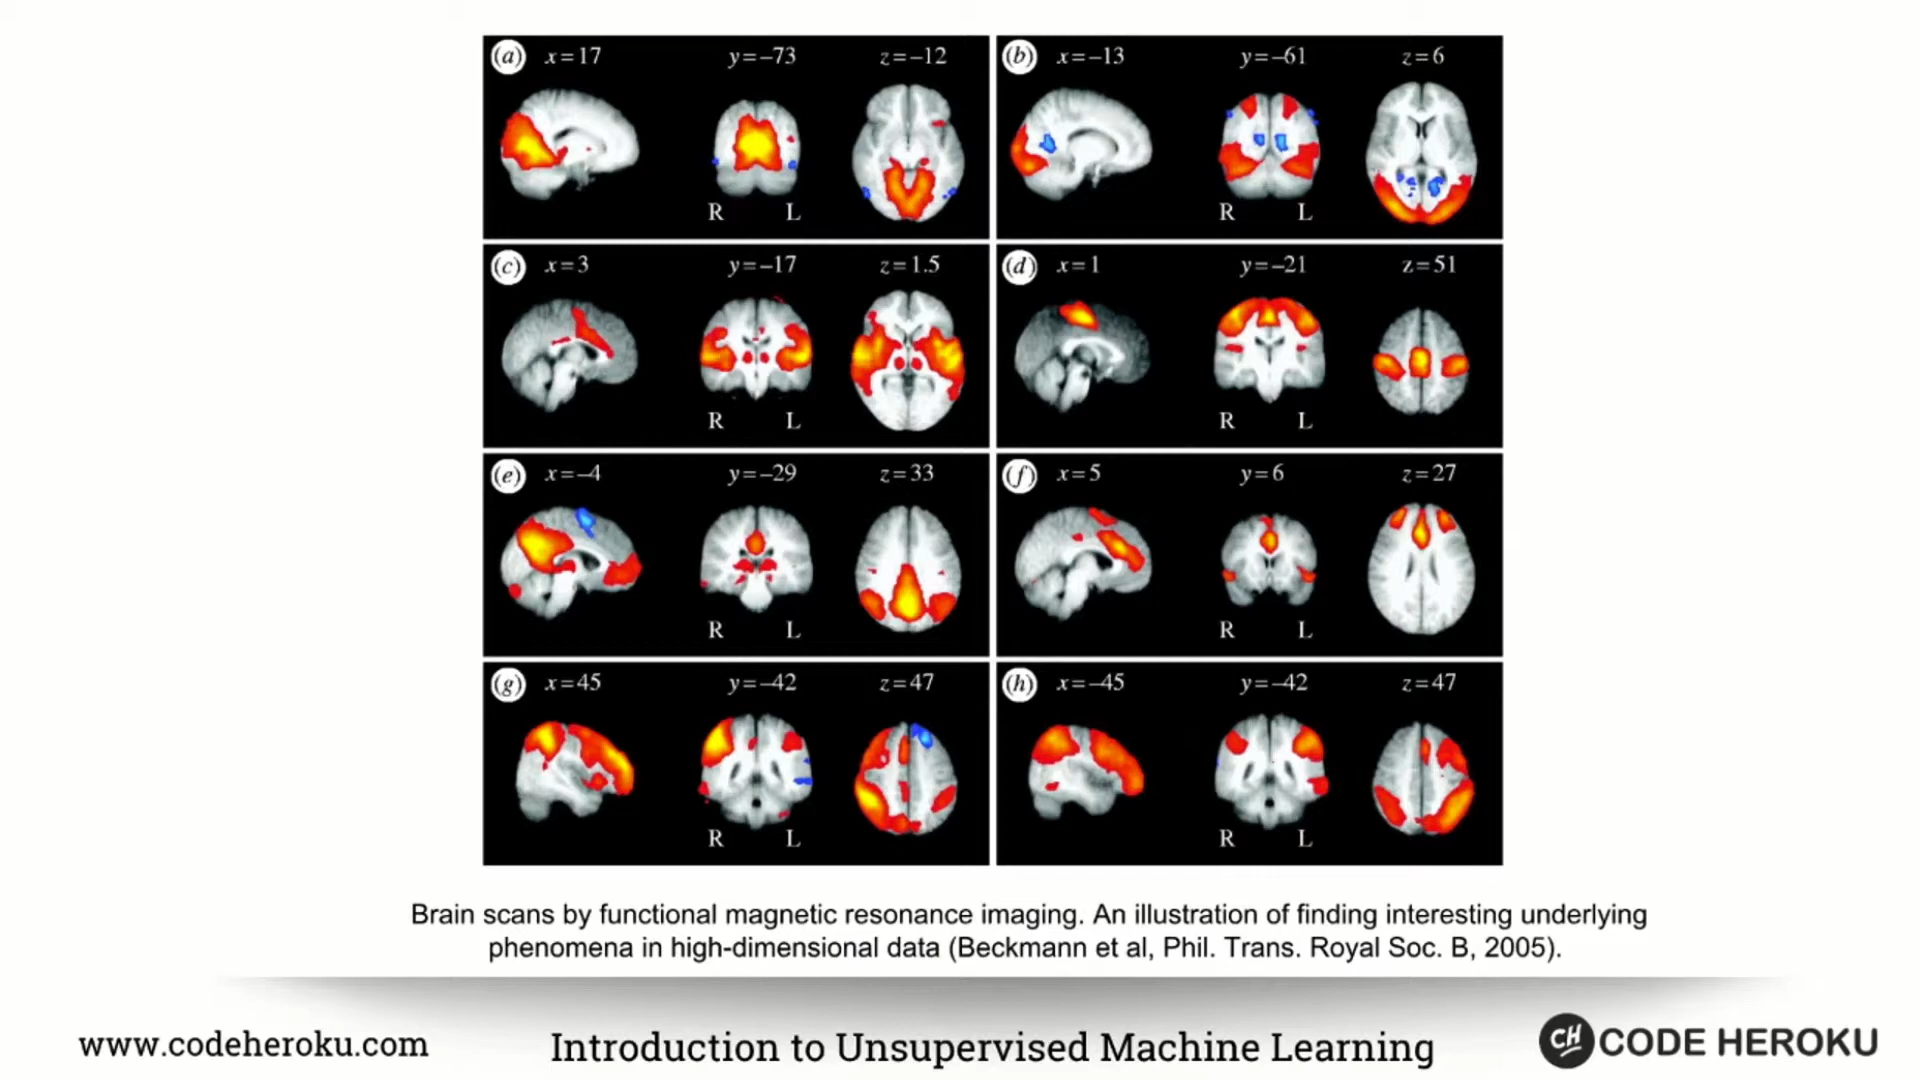 (a) x=17 y=–73 z=–12
R L
(b) x=–13 y=–61 z=6
R L
(c) x=3 y=–17 z=1.5
R L
(d) x=1 y=–21 z=51
R L
(e) x=–4 y=–29 z=33
R L
(f) x=5 y=6 z=27
R L
(g) x=45 y=–42 z=47
R L
(h) x=–45 y=–42 z=47
R L
Brain scans by functional magnetic resonance imaging. An illustration of finding interesting underlying
phenomena in high-dimensional data (Beckmann et al, Phil. Trans. Royal Soc. B, 2005).
www.codeheroku.com
Introduction to Unsupervised Machine Learning
CH CODE HEROKU